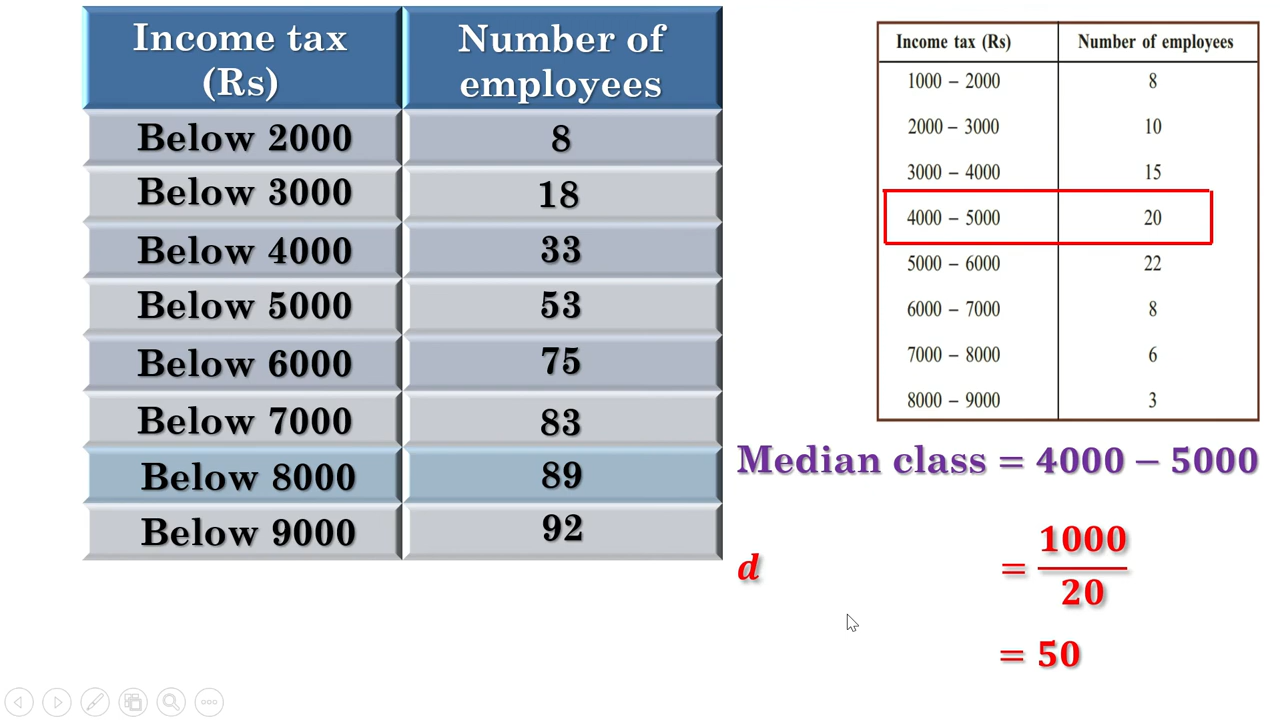 Income tax (Rs) Number of employees
Below 2000 8
Below 3000 18
Below 4000 33
Below 5000 53
Below 6000 75
Below 7000 83
Below 8000 89
Below 9000 92
Income tax (Rs) Number of employees
1000 – 2000 8
2000 – 3000 10
3000 – 4000 15
4000 – 5000 20
5000 – 6000 22
6000 – 7000 8
7000 – 8000 6
8000 – 9000 3
Median class = 4000 – 5000
d = 1000/20
= 50